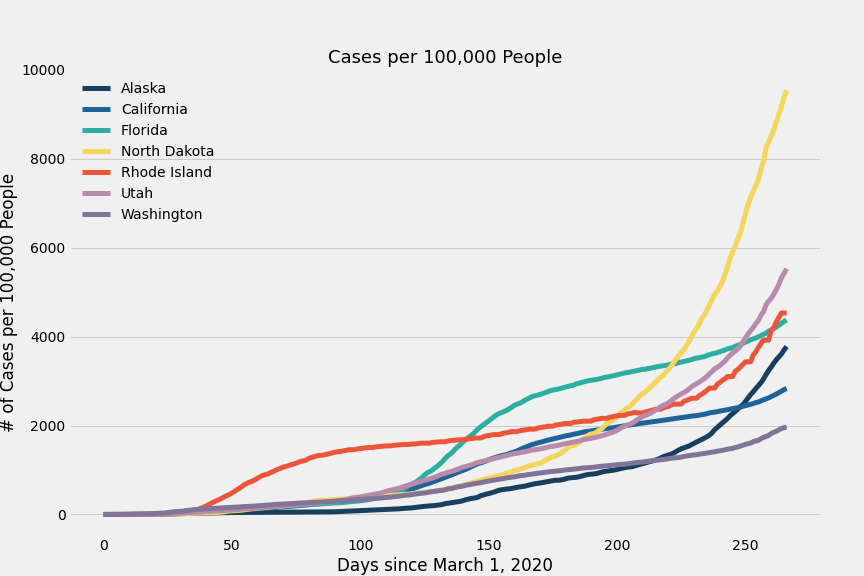 Cases per 100,000 People
10000
8000
6000
4000
2000
0
# of Cases per 100,000 People
Alaska
California
Florida
North Dakota
Rhode Island
Utah
Washington
0 50 100 150 200 250
Days since March 1, 2020